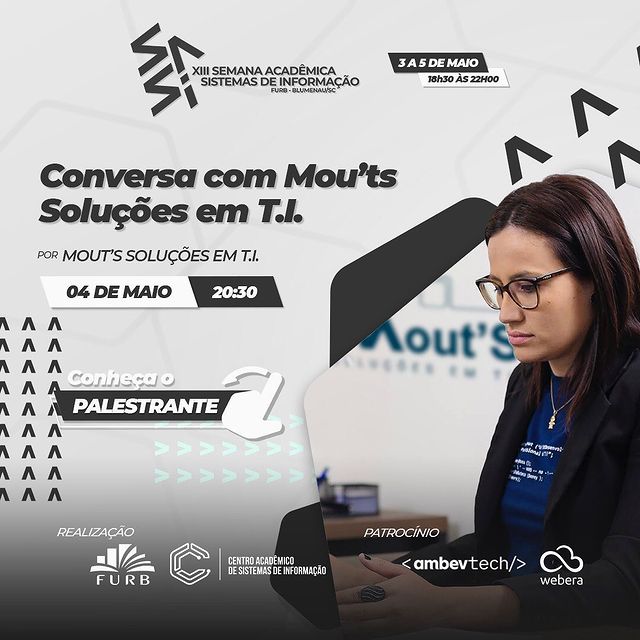 XIII SEMANA ACADÊMICA
SISTEMAS DE INFORMAÇÃO
FURB - BLUMENAU/SC
3 A 5 DE MAIO
18h30 ÀS 22H00
Conversa com Mou'ts
Soluções em T.I.
POR MOUT'S SOLUÇÕES EM T.I.
04 DE MAIO 20:30
Mout'S
Conheça o
PALESTRANTE
REALIZAÇÃO
FURB
CENTRO ACADÊMICO
DE SISTEMAS DE INFORMAÇÃO
PATROCÍNIO
<ambevtech/>
webera